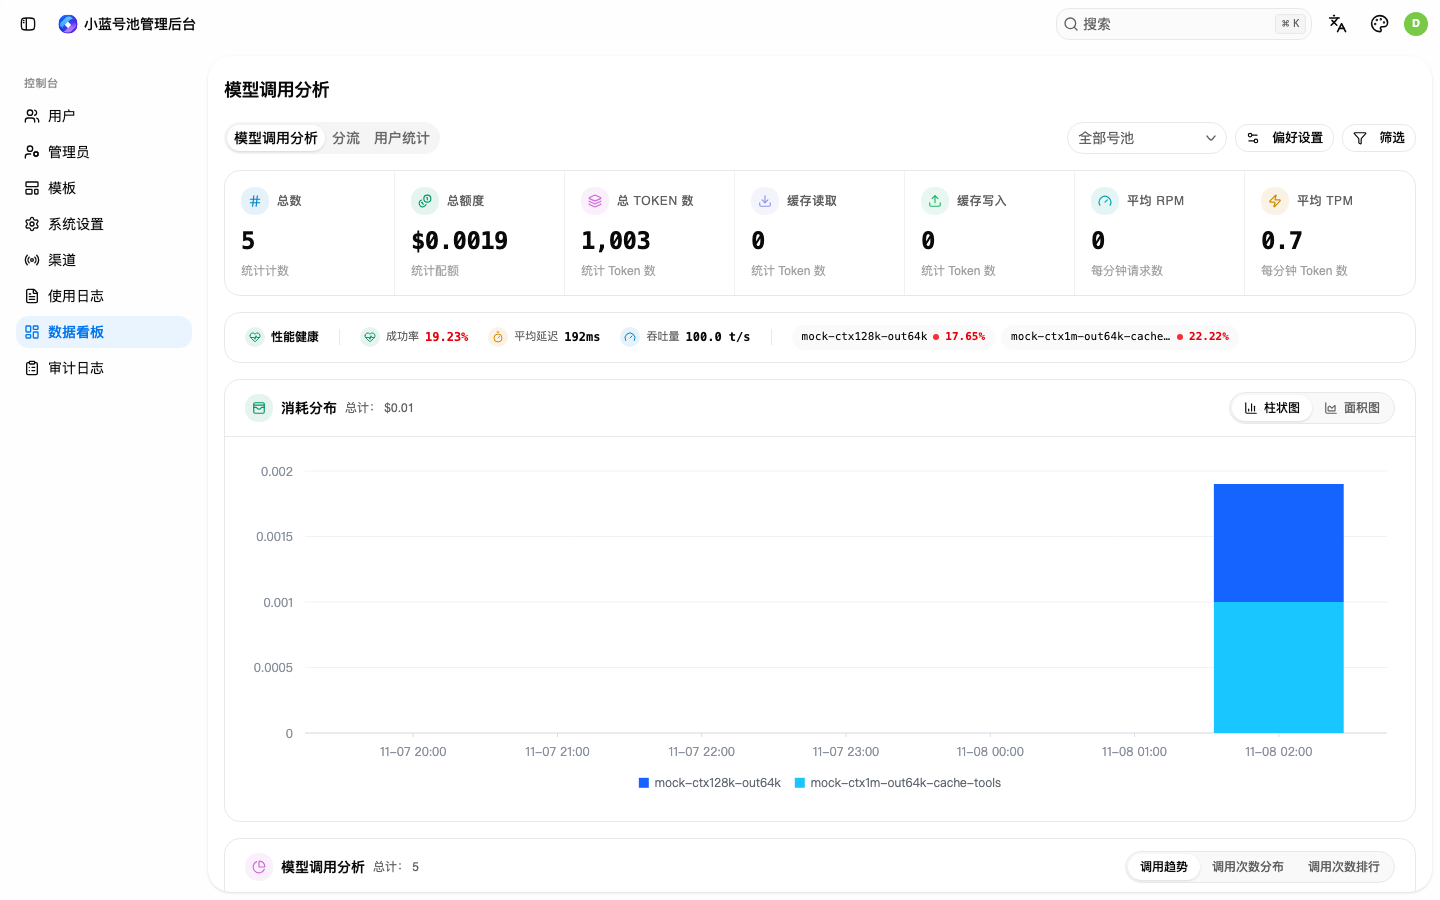 小蓝号池管理后台
搜索
⌘ K
D
控制台
用户
管理员
模板
系统设置
渠道
使用日志
数据看板
审计日志
模型调用分析
模型调用分析 分流 用户统计
全部号池
偏好设置
筛选
总数
5
统计计数
总额度
$0.0019
统计配额
总 TOKEN 数
1,003
统计 Token 数
缓存读取
0
统计 Token 数
缓存写入
0
统计 Token 数
平均 RPM
0
每分钟请求数
平均 TPM
0.7
每分钟 Token 数
性能健康 成功率 19.23% 平均延迟 192ms 吞吐量 100.0 t/s mock-ctx128k-out64k 17.65% mock-ctx1m-out64k-cache… 22.22%
消耗分布 总计： $0.01
柱状图 面积图
0.002
0.0015
0.001
0.0005
0
11-07 20:00 11-07 21:00 11-07 22:00 11-07 23:00 11-08 00:00 11-08 01:00 11-08 02:00
mock-ctx128k-out64k mock-ctx1m-out64k-cache-tools
模型调用分析 总计： 5
调用趋势 调用次数分布 调用次数排行